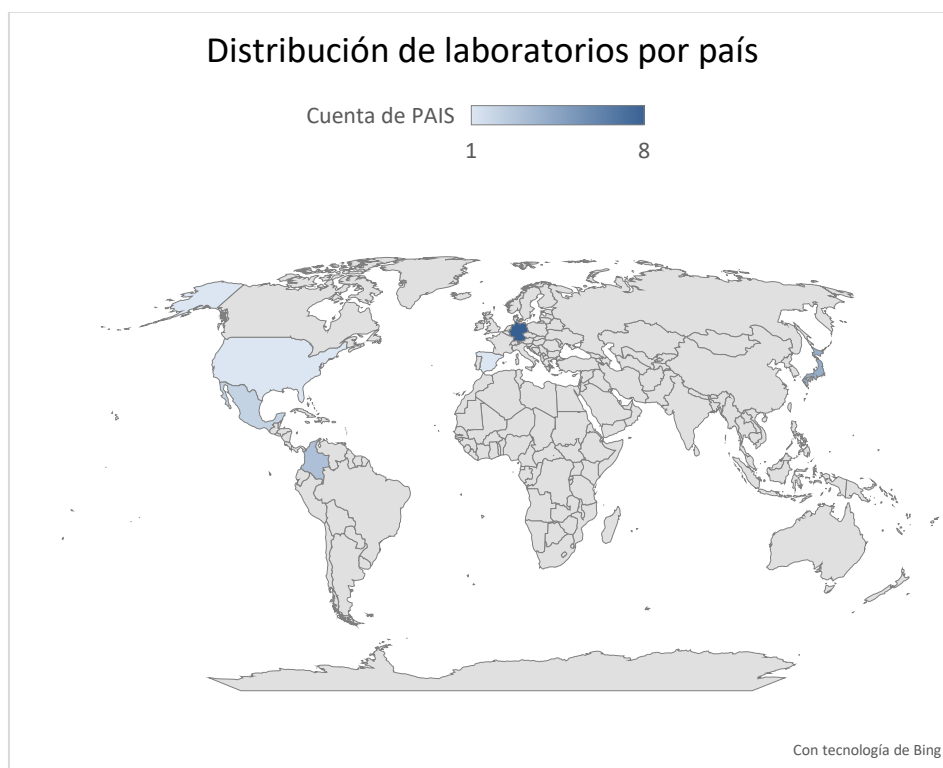 Distribución de laboratorios por país
Cuenta de PAIS
1 8
Con tecnología de Bing